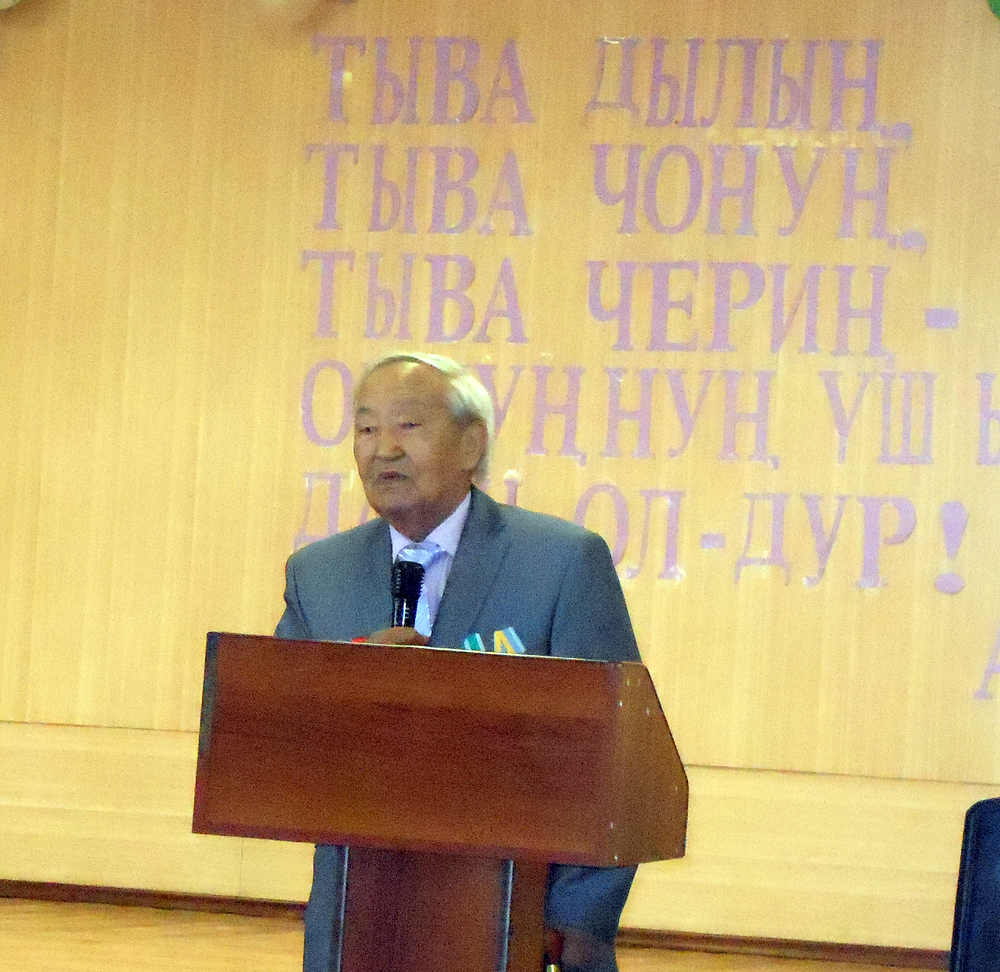 ТЫВА ДЫЛЫҢ,
ТЫВА ЧОНУҢ,
ТЫВА ЧЕРИҢ -
ҮШ
ОЛ-ДУР!